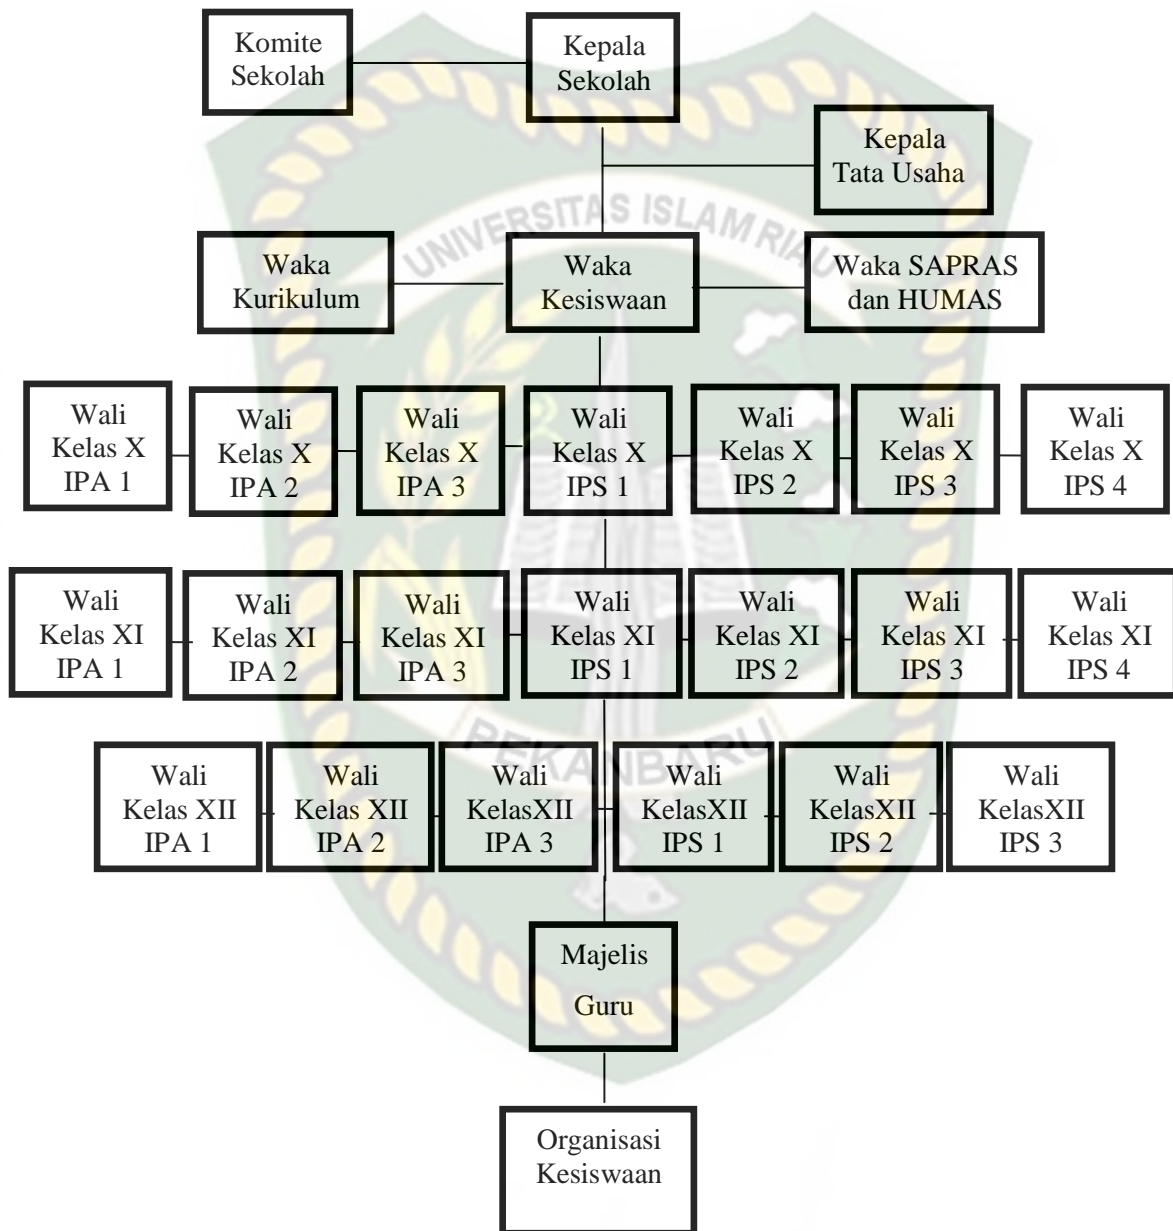 Komite
Sekolah
Kepala
Sekolah
Kepala
Tata Usaha
UNIVERSITAS ISLAM RIAU
Waka
Kurikulum
Waka
Kesiswaan
Waka SAPRAS
dan HUMAS
Wali
Kelas X
IPA 1
Wali
Kelas X
IPA 2
Wali
Kelas X
IPA 3
Wali
Kelas X
IPS 1
Wali
Kelas X
IPS 2
Wali
Kelas X
IPS 3
Wali
Kelas X
IPS 4
Wali
Kelas XI
IPA 1
Wali
Kelas XI
IPA 2
Wali
Kelas XI
IPA 3
Wali
Kelas XI
IPS 1
Wali
Kelas XI
IPS 2
Wali
Kelas XI
IPS 3
Wali
Kelas XI
IPS 4
PEKANBARU
Wali
Kelas XII
IPA 1
Wali
Kelas XII
IPA 2
Wali
KelasXII
IPA 3
Wali
KelasXII
IPS 1
Wali
KelasXII
IPS 2
Wali
KelasXII
IPS 3
Majelis
Guru
Organisasi
Kesiswaan